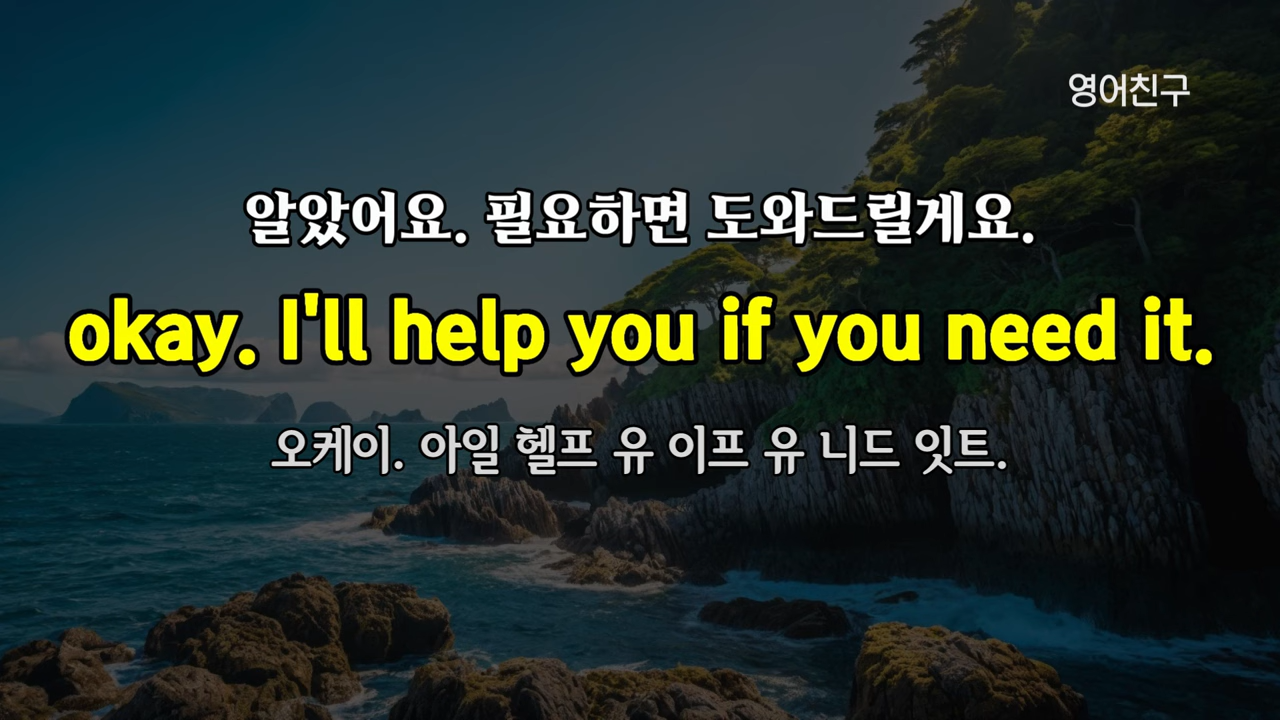 영어친구
알았어요. 필요하면 도와드릴게요.
okay. I'll help you if you need it.
오케이. 아일 헬프 유 이프 유 니드 잇트.